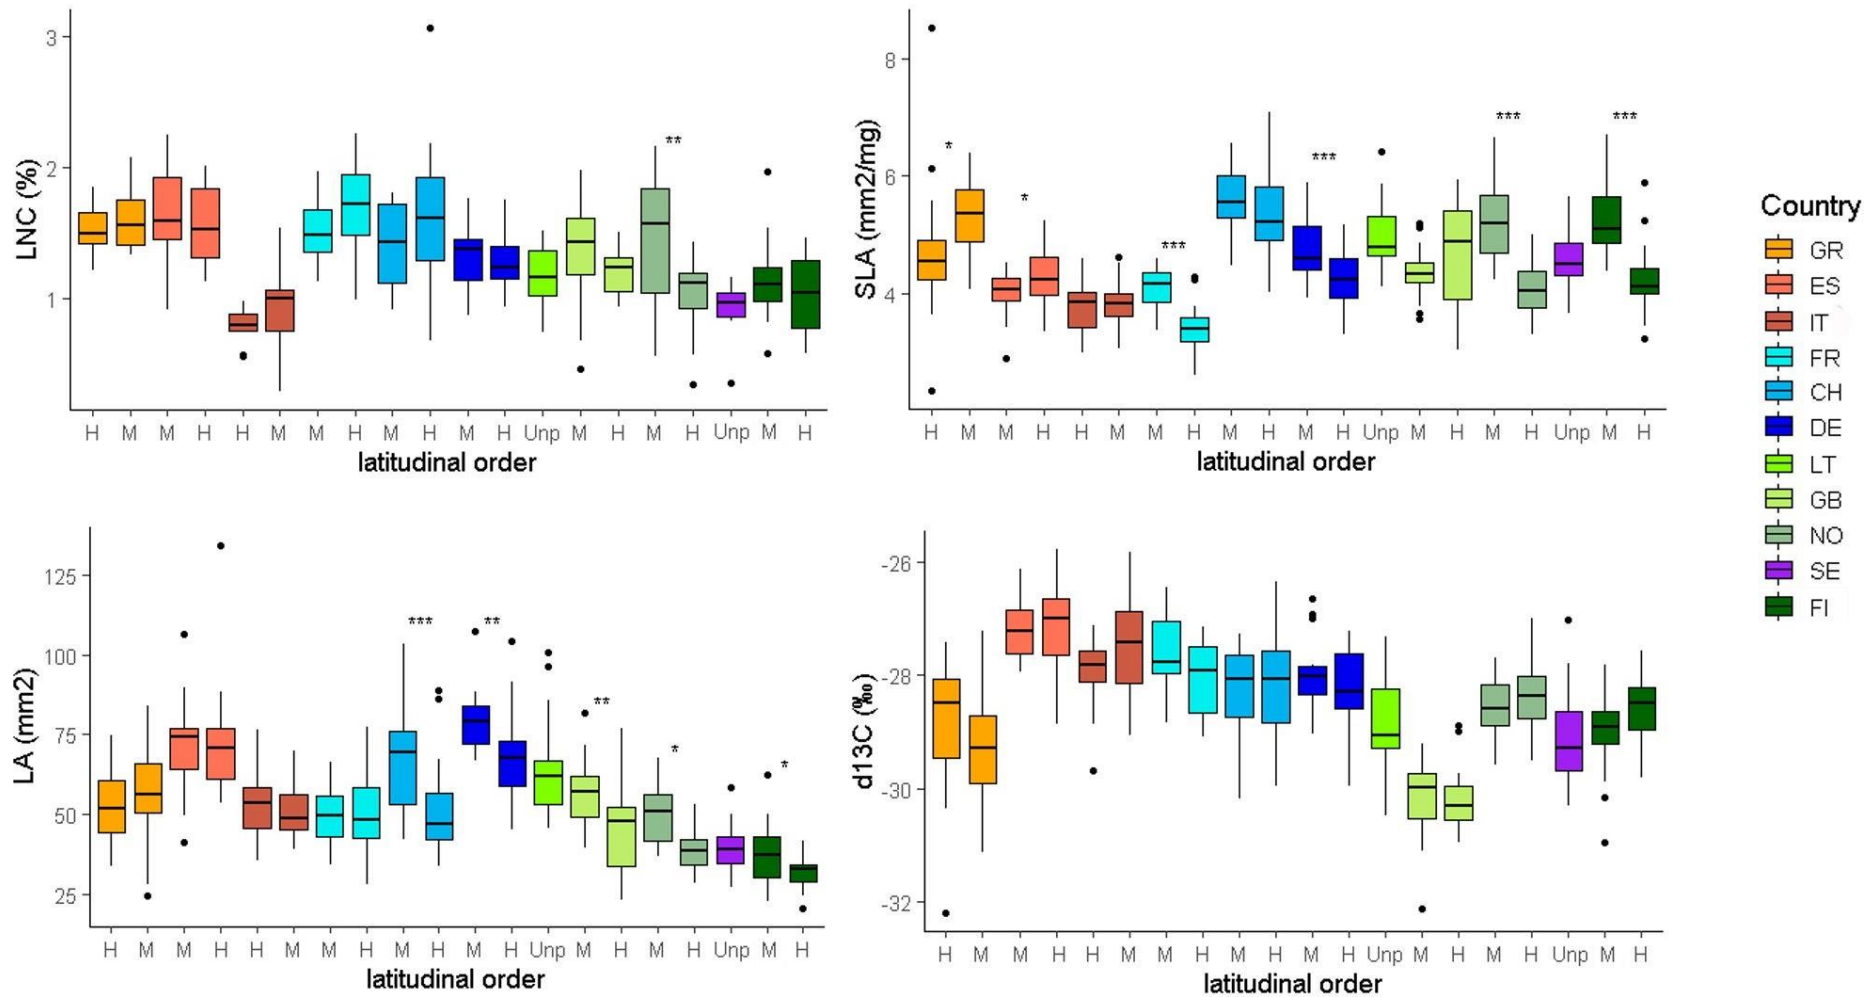 LNC (%)
3
2
1
**
H M M H H M M H M H M H Unp M H M H Unp M H
latitudinal order
SLA (mm2/mg)
8
6
4
* * *** *** *** ***
H M M H H M M H M H M H Unp M H M H Unp M H
latitudinal order
LA (mm2)
125
100
75
50
25
*** ** ** * *
H M M H H M M H M H M H Unp M H M H Unp M H
latitudinal order
d13C (‰)
-26
-28
-30
-32
H M M H H M M H M H M H Unp M H M H Unp M H
latitudinal order
Country
GR
ES
IT
FR
CH
DE
LT
GB
NO
SE
FI